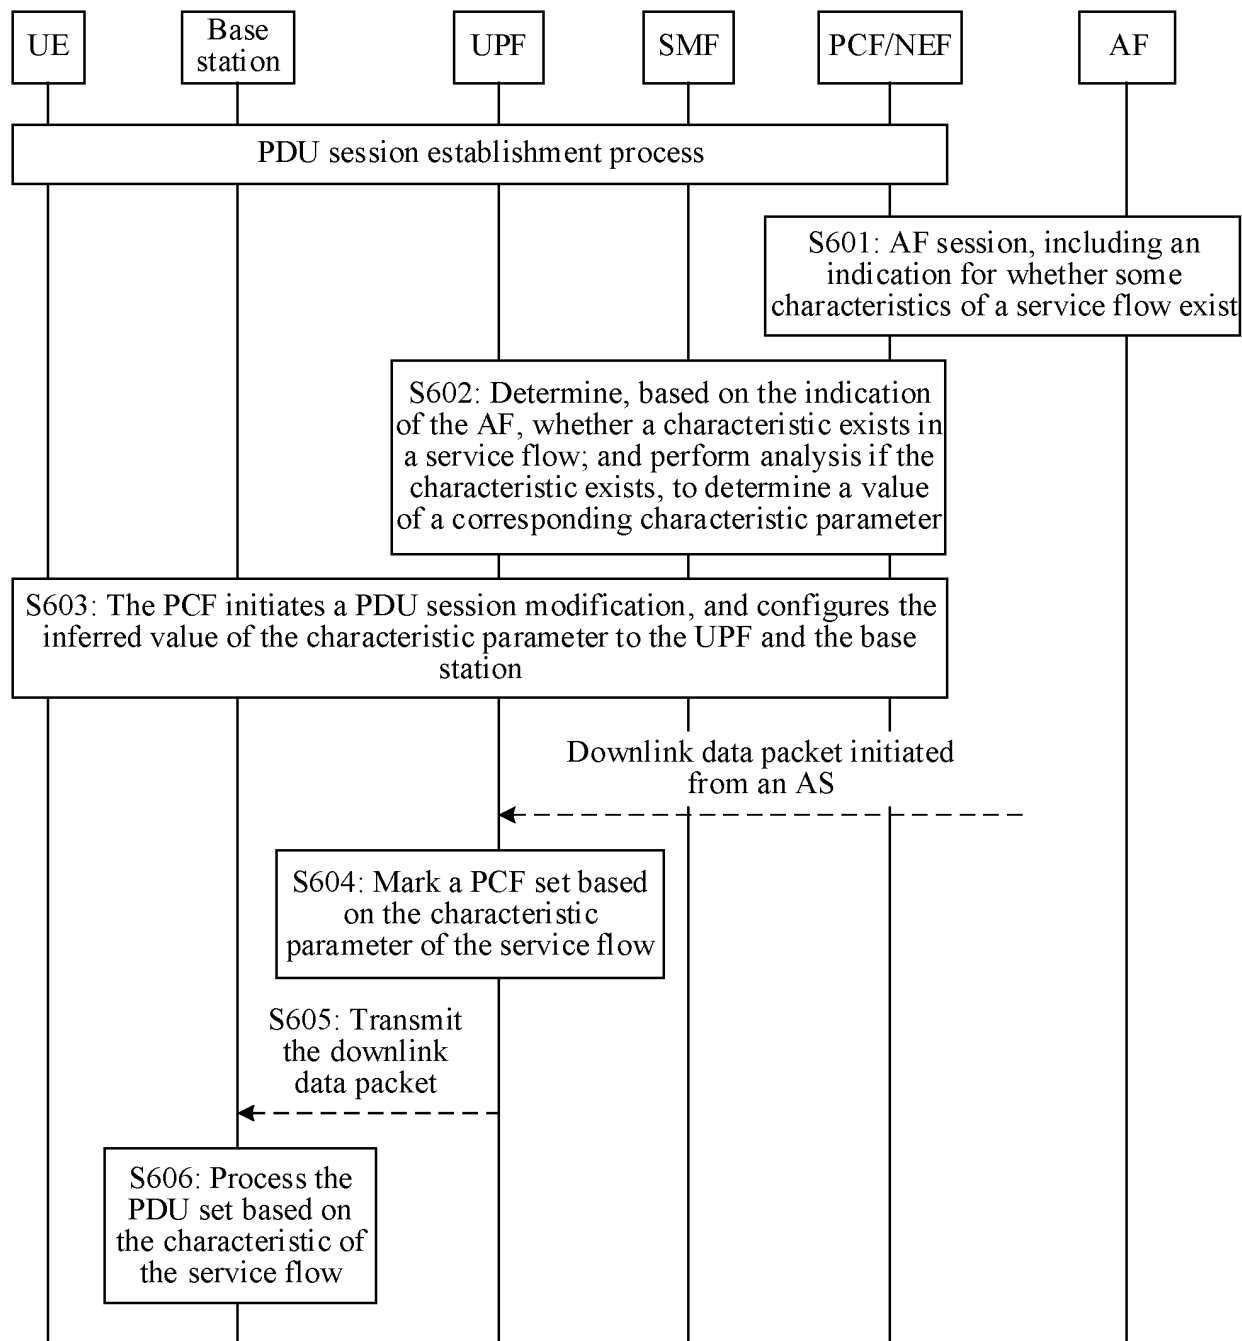 UE
Base
station
UPF
SMF
PCF/NEF
AF
PDU session establishment process
S601: AF session, including an
indication for whether some
characteristics of a service flow exist
S602: Determine, based on the indication
of the AF, whether a characteristic exists in
a service flow; and perform analysis if the
characteristic exists, to determine a value
of a corresponding characteristic parameter
S603: The PCF initiates a PDU session modification, and configures the
inferred value of the characteristic parameter to the UPF and the base
station
Downlink data packet initiated
from an AS
S604: Mark a PCF set based
on the characteristic
parameter of the service flow
S605: Transmit
the downlink
data packet
S606: Process the
PDU set based on
the characteristic of
the service flow